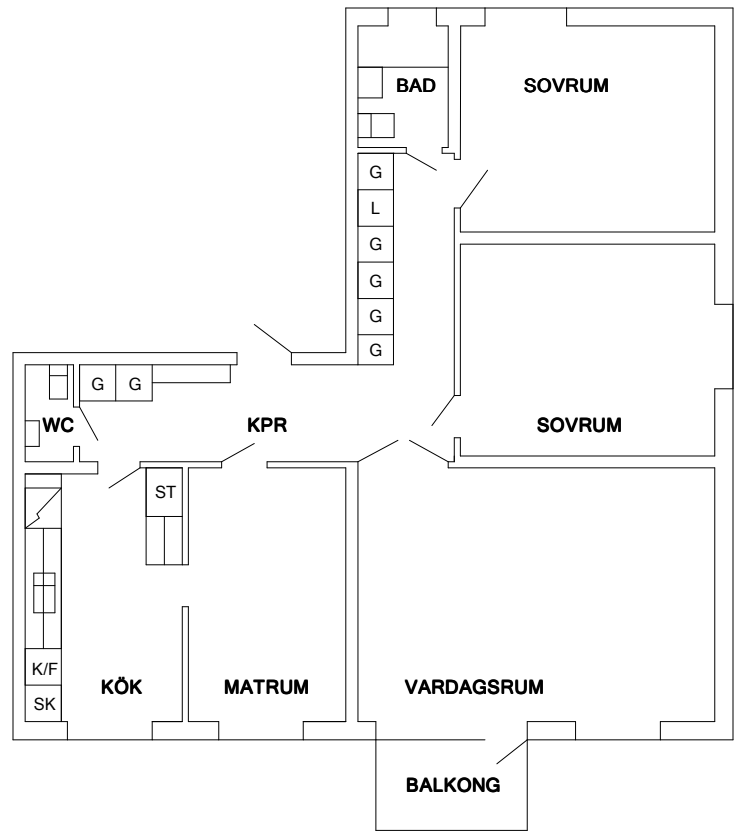 BAD
SOVRUM
G
L
G
G
G
G
G G
WC
KPR
SOVRUM
ST
K/F
SK
KÖK
MATRUM
VARDAGSRUM
BALKONG